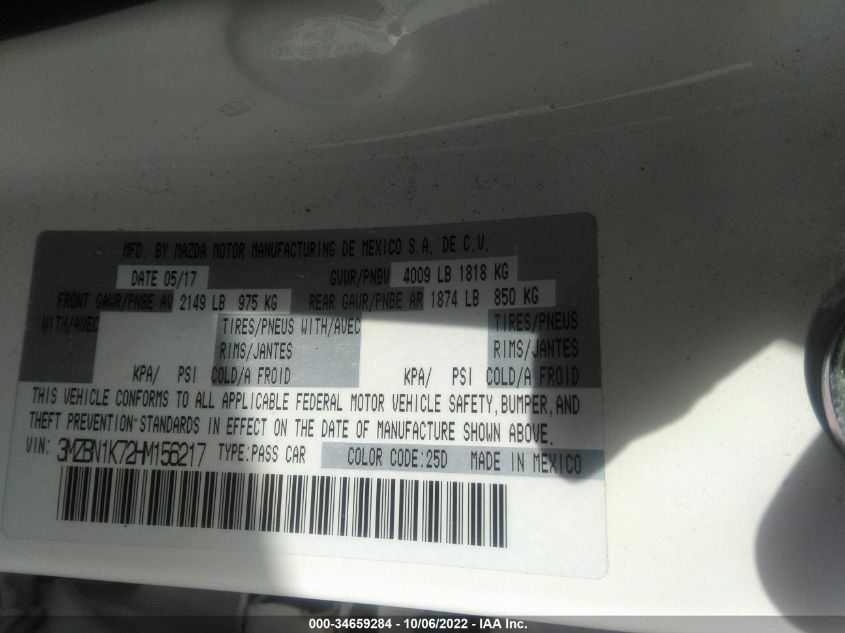 MFD. BY MAZDA MOTOR MANUFACTURING DE MEXICO S.A. DE C.V.
DATE 05/17 GVWR/PNBV 4009 LB 1818 KG
FRONT GAWR/PNBE AV 2149 LB 975 KG REAR GAWR/PNBE AR 1874 LB 850 KG
WITH/AVEC TIRES/PNEUS WITH/AVEC TIRES/PNEUS
RIMS/JANTES RIMS/JANTES
KPA/ PSI COLD/A FROID KPA/ PSI COLD/A FROID
THIS VEHICLE CONFORMS TO ALL APPLICABLE FEDERAL MOTOR VEHICLE SAFETY, BUMPER, AND
THEFT PREVENTION STANDARDS IN EFFECT ON THE DATE OF MANUFACTURE SHOWN ABOVE.
VIN: 3MZBN1K72HM156217 TYPE:PASS CAR COLOR CODE:25D MADE IN MEXICO
000-34659284 - 10/06/2022 - IAA Inc.